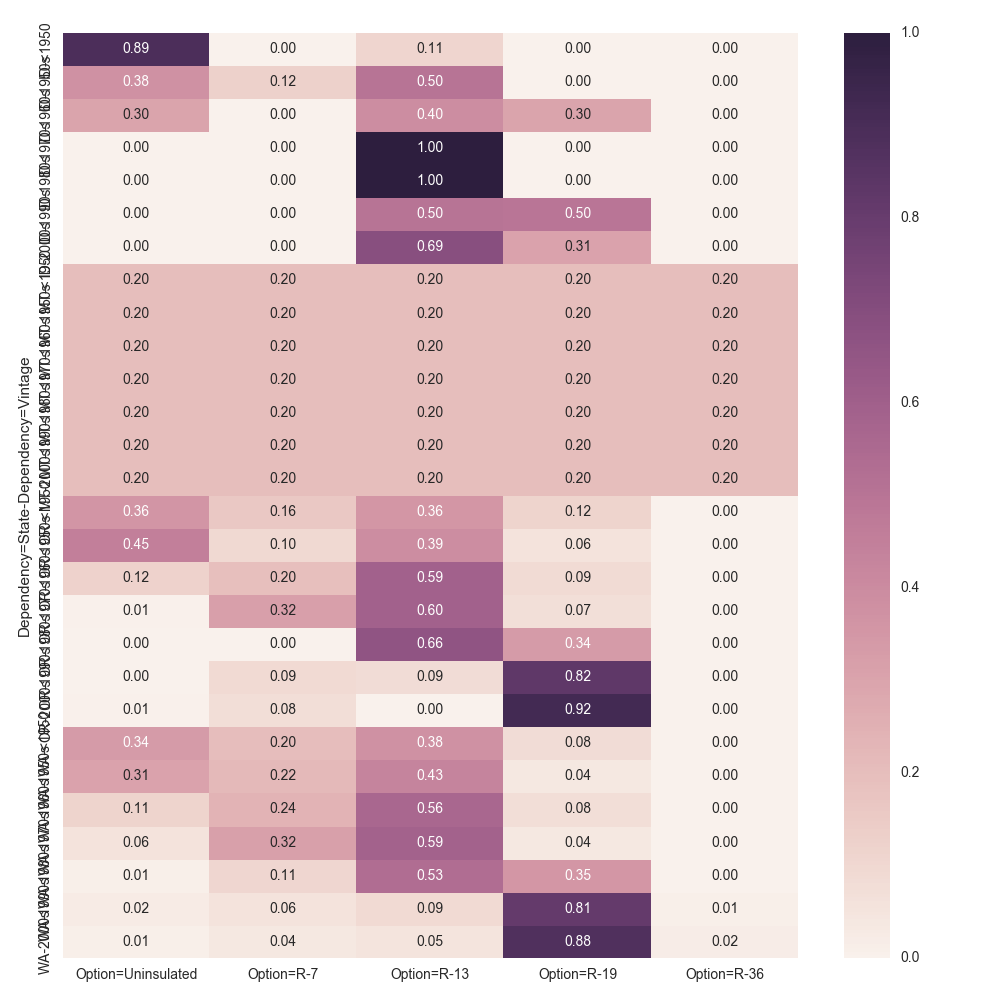 0.89 0.00 0.11 0.00 0.00
0.38 0.12 0.50 0.00 0.00
0.30 0.00 0.40 0.30 0.00
0.00 0.00 1.00 0.00 0.00
0.00 0.00 1.00 0.00 0.00
0.00 0.00 0.50 0.50 0.00
0.00 0.00 0.69 0.31 0.00
0.20 0.20 0.20 0.20 0.20
0.20 0.20 0.20 0.20 0.20
0.20 0.20 0.20 0.20 0.20
0.20 0.20 0.20 0.20 0.20
0.20 0.20 0.20 0.20 0.20
0.20 0.20 0.20 0.20 0.20
0.20 0.20 0.20 0.20 0.20
0.36 0.16 0.36 0.12 0.00
0.45 0.10 0.39 0.06 0.00
0.12 0.20 0.59 0.09 0.00
0.01 0.32 0.60 0.07 0.00
0.00 0.00 0.66 0.34 0.00
0.00 0.09 0.09 0.82 0.00
0.01 0.08 0.00 0.92 0.00
0.34 0.20 0.38 0.08 0.00
0.31 0.22 0.43 0.04 0.00
0.11 0.24 0.56 0.08 0.00
0.06 0.32 0.59 0.04 0.00
0.01 0.11 0.53 0.35 0.00
0.02 0.06 0.09 0.81 0.01
0.01 0.04 0.05 0.88 0.02
Option=Uninsulated Option=R-7 Option=R-13 Option=R-19 Option=R-36
Dependency=State-Dependency=Vintage
1.0
0.8
0.6
0.4
0.2
0.0